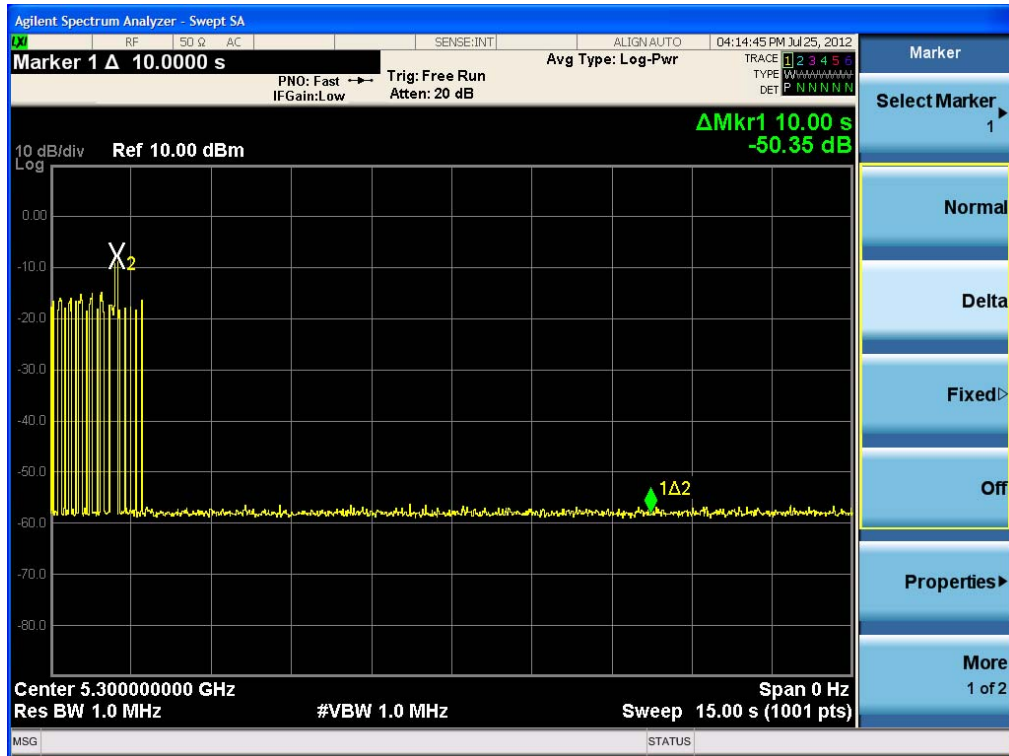 Agilent Spectrum Analyzer - Swept SA
LXI RF 50 Ω AC SENSE:INT ALIGN AUTO 04:14:45 PM Jul 25, 2012
Marker 1 Δ 10.0000 s
PNO: Fast
IFGain:Low
Trig: Free Run
Atten: 20 dB
Avg Type: Log-Pwr
TRACE 1 2 3 4 5 6
TYPE
DET P N N N N N
ΔMkr1 10.00 s
-50.35 dB
10 dB/div Ref 10.00 dBm
Log
0.00
-10.0
-20.0
-30.0
-40.0
-50.0
-60.0
-70.0
-80.0
X2
1Δ2
Center 5.300000000 GHz Span 0 Hz
Res BW 1.0 MHz #VBW 1.0 MHz Sweep 15.00 s (1001 pts)
MSG STATUS
Marker
Select Marker
1
Normal
Delta
Fixed
Off
Properties
More
1 of 2